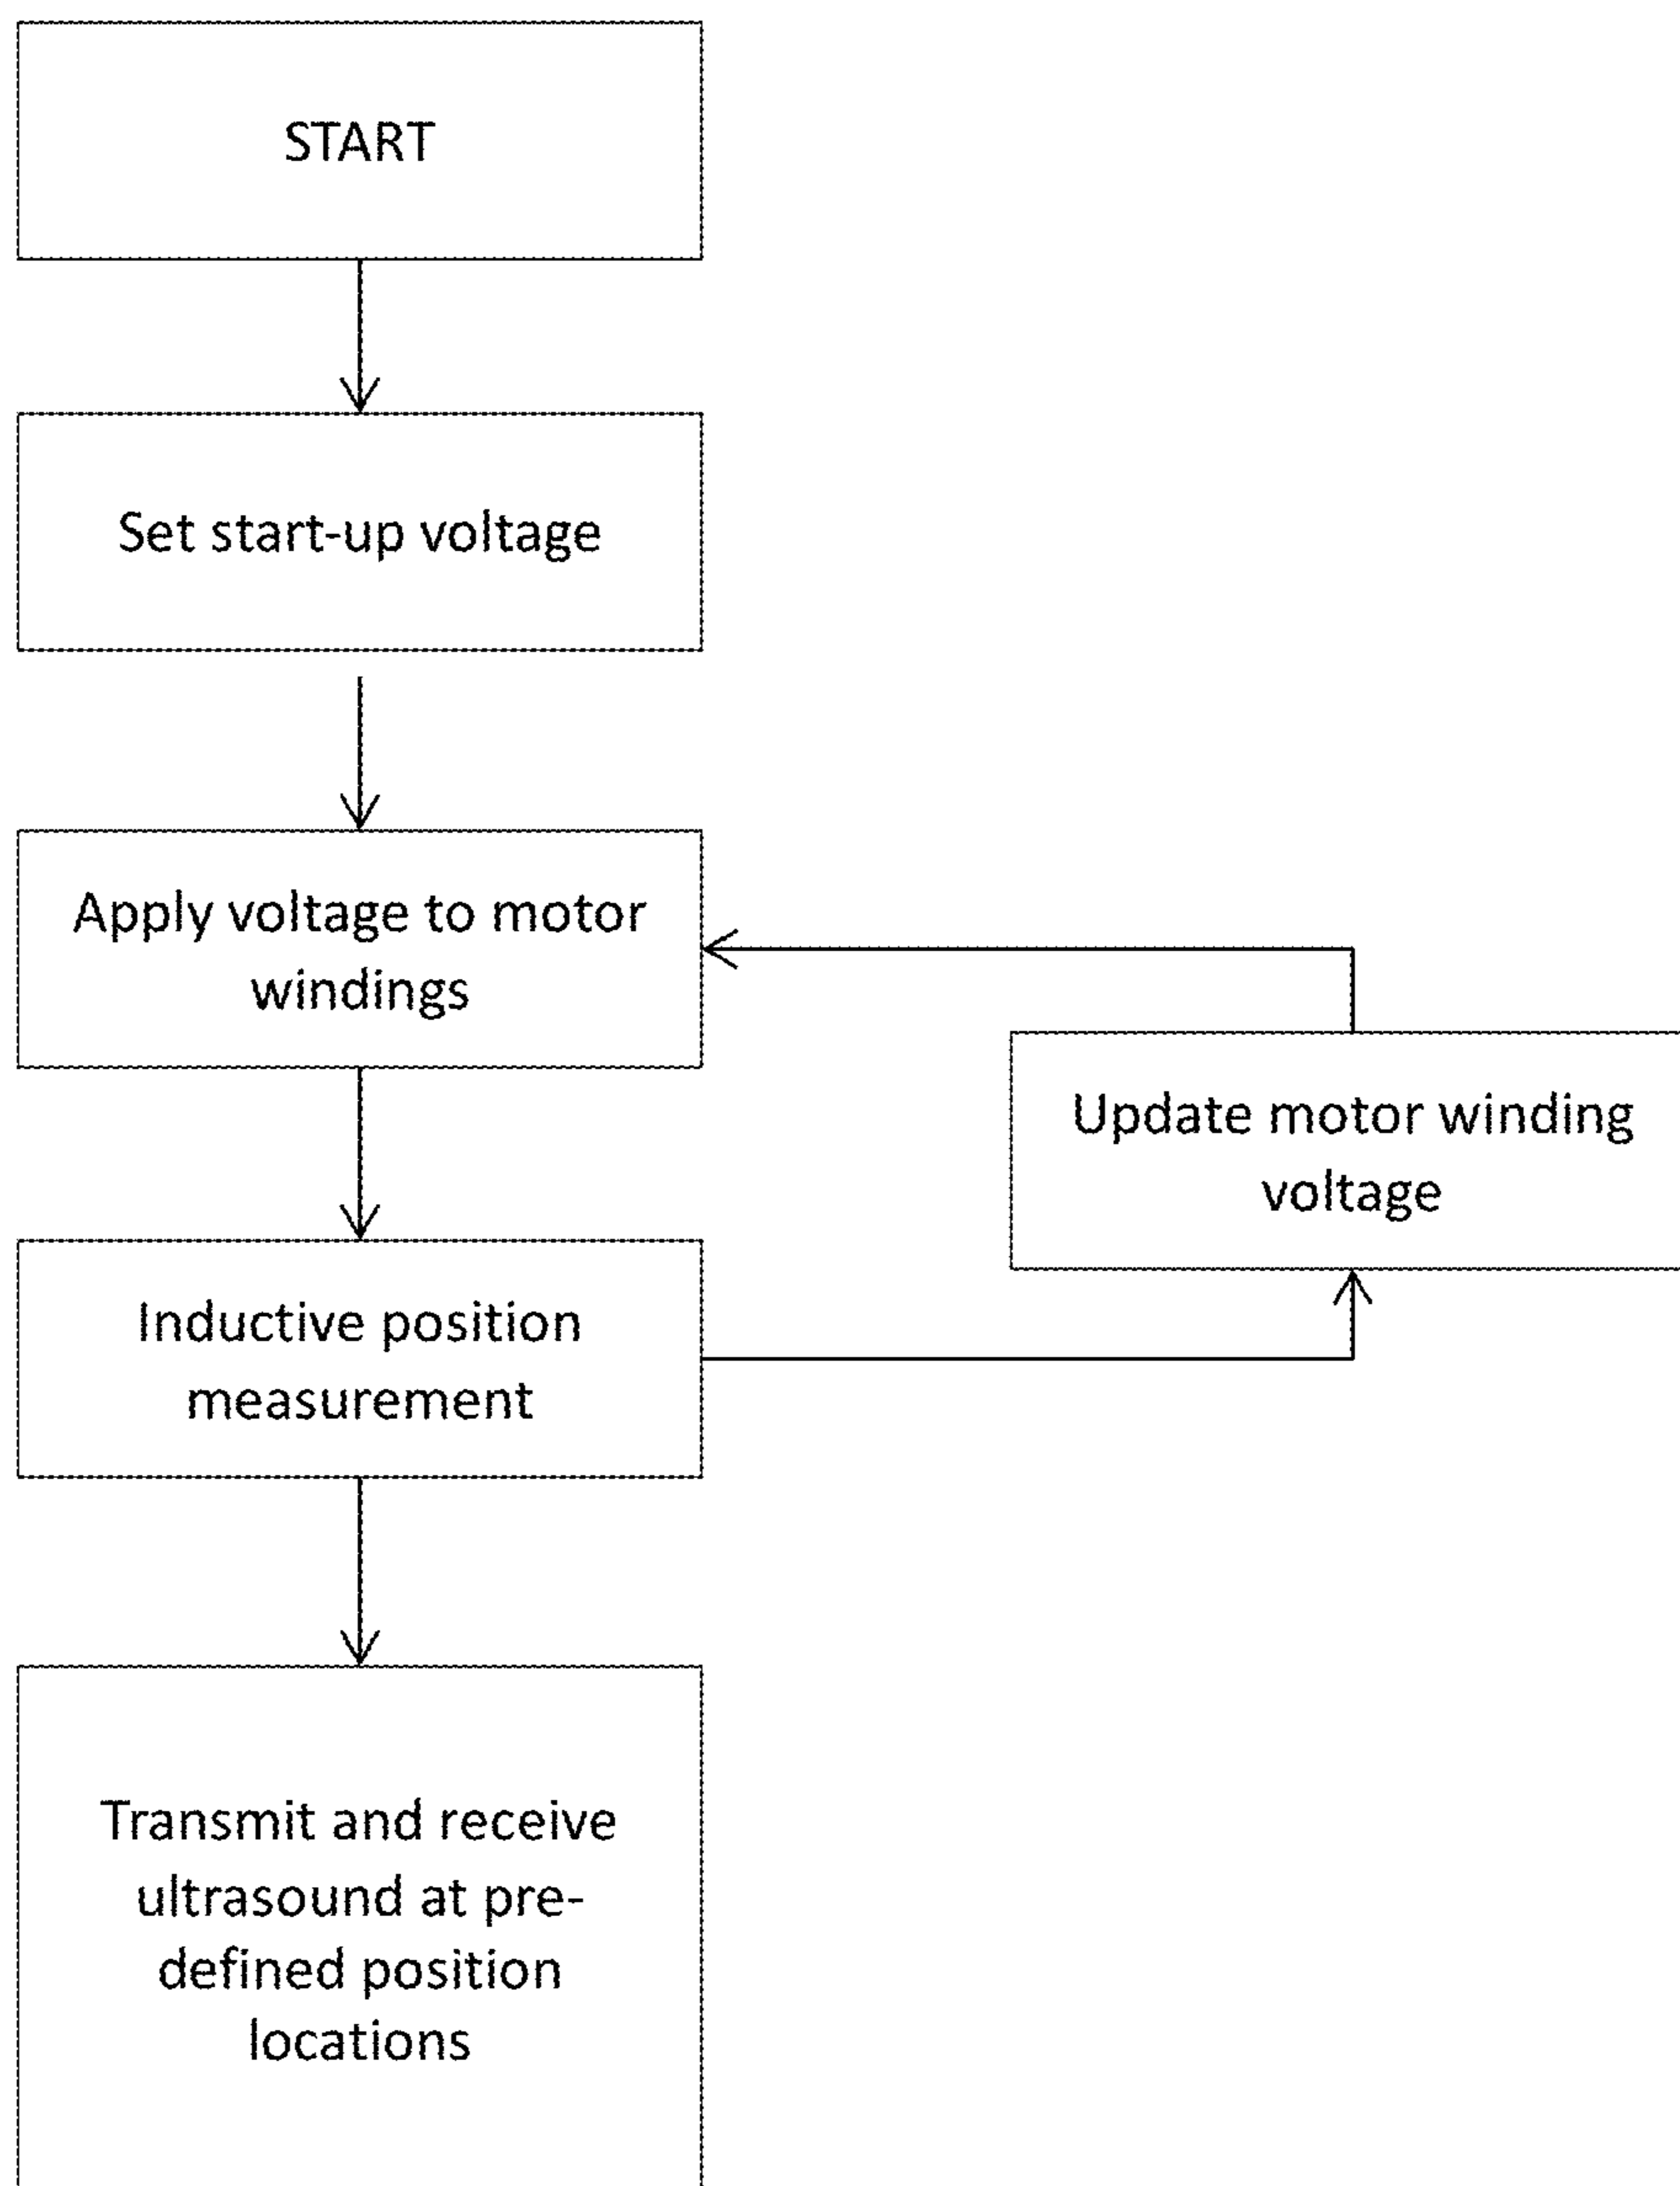 START
Set start-up voltage
Apply voltage to motor
windings
Update motor winding
voltage
Inductive position
measurement
Transmit and receive
ultrasound at pre-
defined position
locations